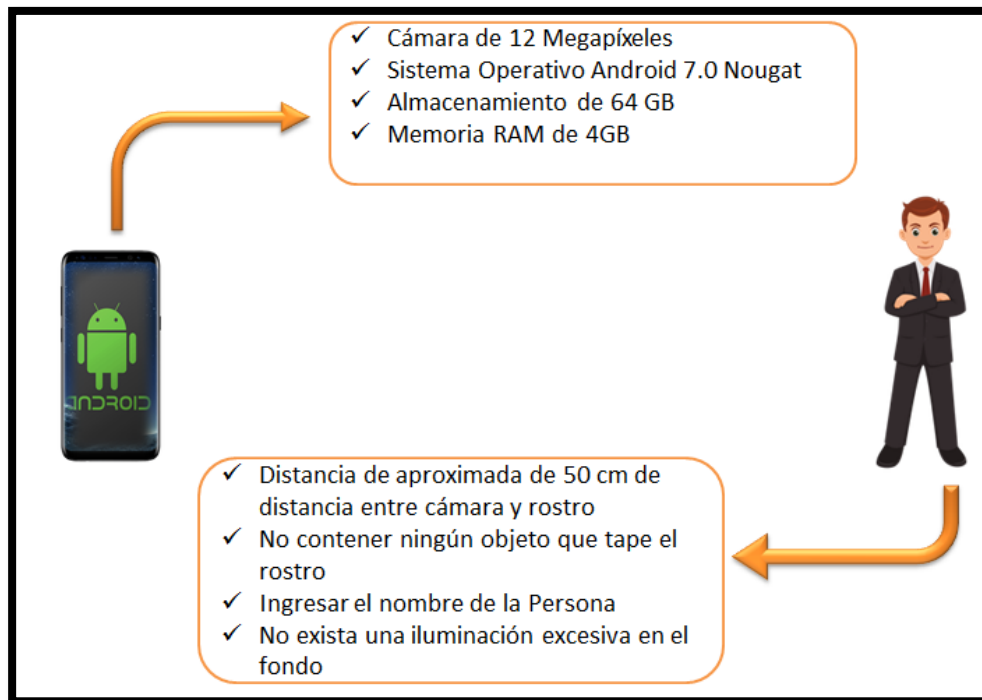 ✓ Cámara de 12 Megapíxeles
✓ Sistema Operativo Android 7.0 Nougat
✓ Almacenamiento de 64 GB
✓ Memoria RAM de 4GB
ANDROID
✓ Distancia de aproximada de 50 cm de
distancia entre cámara y rostro
✓ No contener ningún objeto que tape el
rostro
✓ Ingresar el nombre de la Persona
✓ No exista una iluminación excesiva en el
fondo